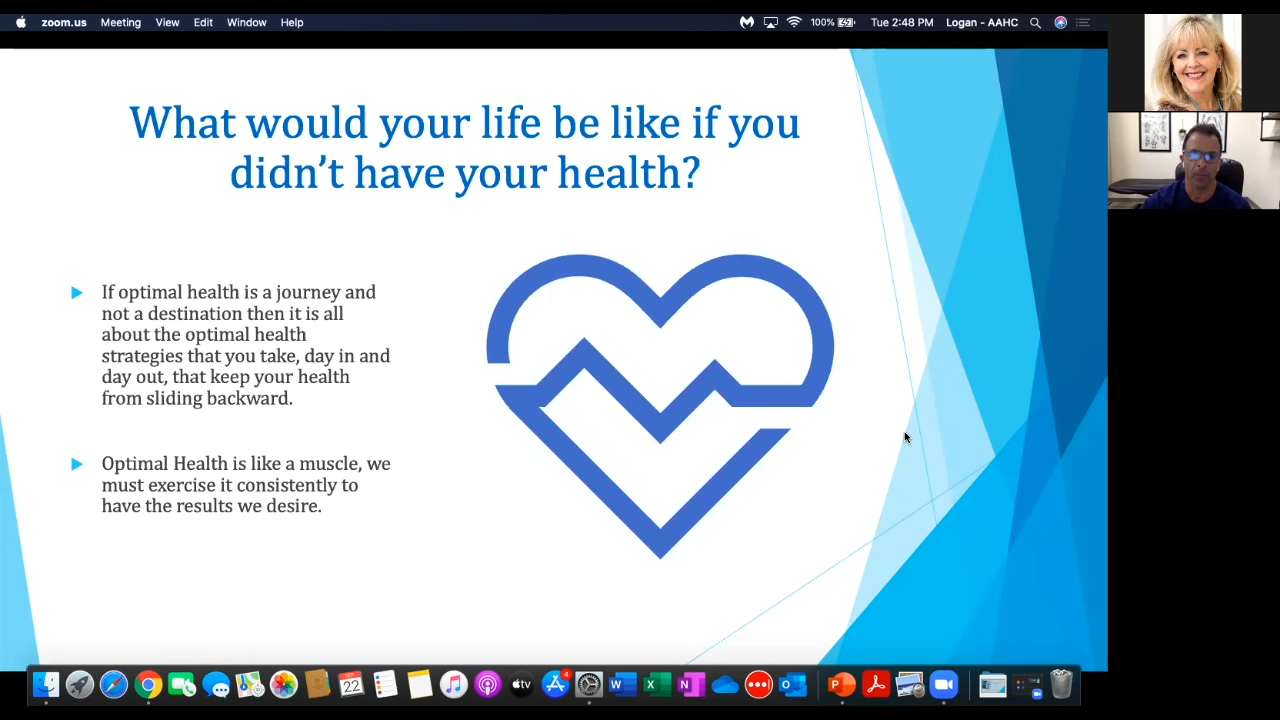 zoom.us Meeting View Edit Window Help 100% Tue 2:48 PM Logan - AAHC
What would your life be like if you
didn’t have your health?
If optimal health is a journey and
not a destination then it is all
about the optimal health
strategies that you take, day in and
day out, that keep your health
from sliding backward.
Optimal Health is like a muscle, we
must exercise it consistently to
have the results we desire.
4
22
tv
W
X
N
O
P